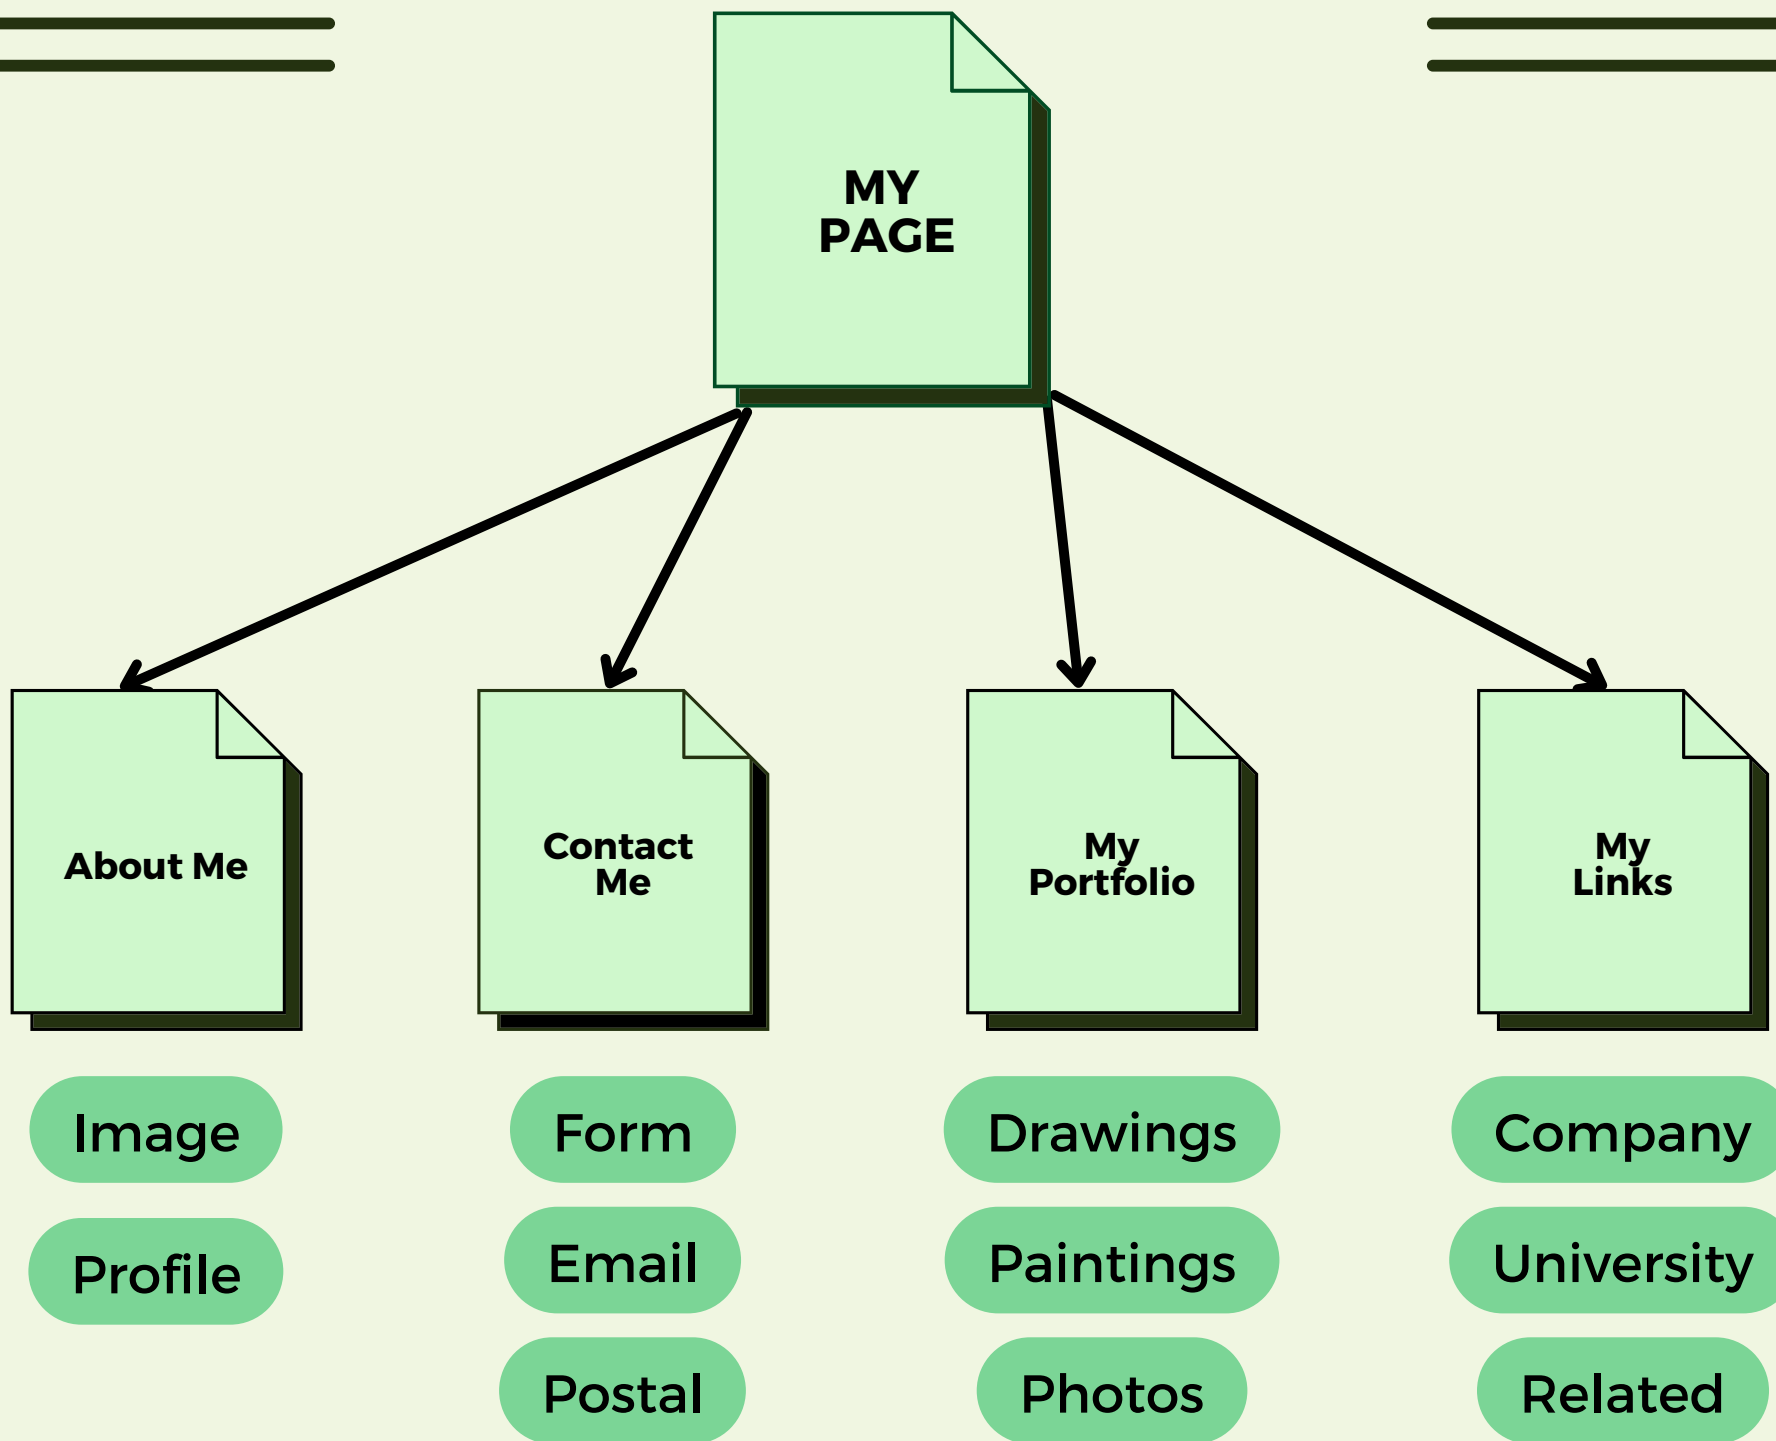 MY
PAGE
About Me
Contact
Me
My
Portfolio
My
Links
Image
Profile
Form
Email
Postal
Drawings
Paintings
Photos
Company
University
Related